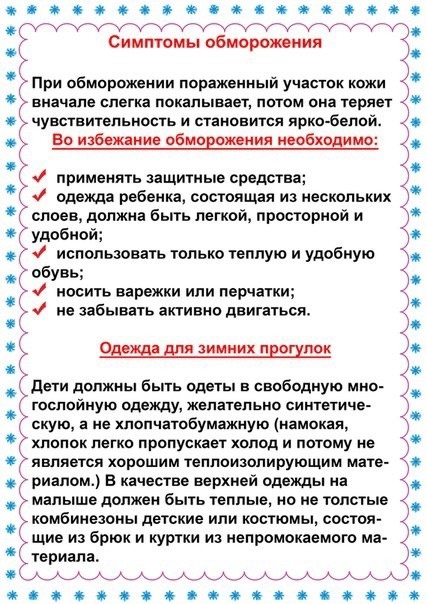 Симптомы обморожения
При обморожении пораженный участок кожи
вначале слегка покалывает, потом она теряет
чувствительность и становится ярко-белой.
Во избежание обморожения необходимо:
применять защитные средства;
одежда ребенка, состоящая из нескольких
слоев, должна быть легкой, просторной и
удобной;
использовать только теплую и удобную
обувь;
носить варежки или перчатки;
не забывать активно двигаться.
Одежда для зимних прогулок
Дети должны быть одеты в свободную мно-
гослойную одежду, желательно синтетиче-
скую, а не хлопчатобумажную (намокая,
хлопок легко пропускает холод и потому не
является хорошим теплоизолирующим мате-
риалом.) В качестве верхней одежды на
малыше должен быть теплые, но не толстые
комбинезоны детские или костюмы, состоя-
щие из брюк и куртки из непромокаемого ма-
териала.